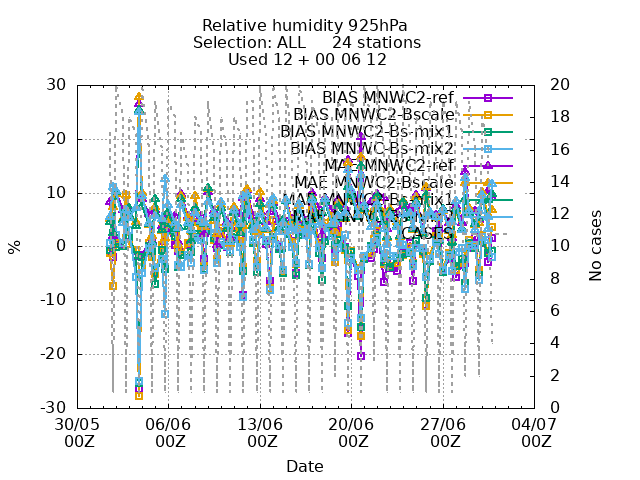 Relative humidity 925hPa
Selection: ALL 24 stations
Used 12 + 00 06 12
30
20
10
0
-10
-20
-30
%
20
18
16
14
12
10
8
6
4
2
0
No cases
BIAS MNWC2-ref
BIAS MNWC2-Bscale
BIAS MNWC2-Bs-mix1
BIAS MNWC-Bs-mix2
MAE MNWC2-ref
MAE MNWC2-Bscale
CASES
30/05 06/06 13/06 20/06 27/06 04/07
00Z 00Z 00Z 00Z 00Z 00Z
Date